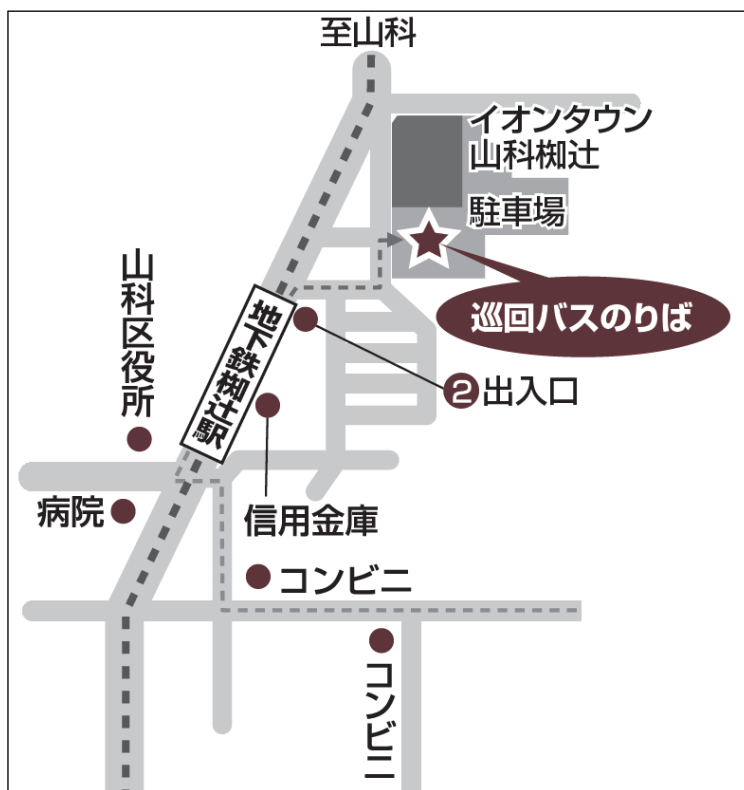 至山科
イオンタウン
山科椥辻
駐車場
巡回バスのりば
山科区役所
地下鉄椥辻駅
2出入口
病院
信用金庫
コンビニ
コンビニ